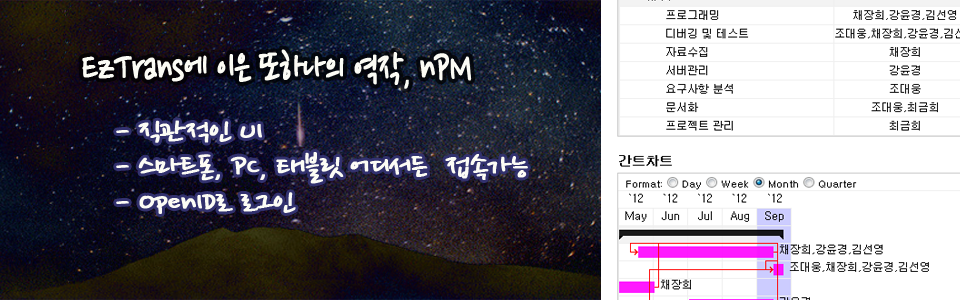 EzTrans에 이은 또하나의 역작, nPM
- 직관적인 UI
- 스마트폰, PC, 태블릿 어디서든 접속가능
- OpenID로 로그인
프로그래밍 채장희,강윤경,김선영
디버깅 및 테스트 조대웅,채장희,강윤경,김선
자료수집 채장희
서버관리 강윤경
요구사항 분석 조대웅
문서화 조대웅,최금희
프로젝트 관리 최금희
간트차트
Format: Day Week Month Quarter
`12 `12 `12 `12 `12
May Jun Jul Aug Sep
채장희,강윤경,김선영
조대웅,채장희,강윤경,김선영
채장희